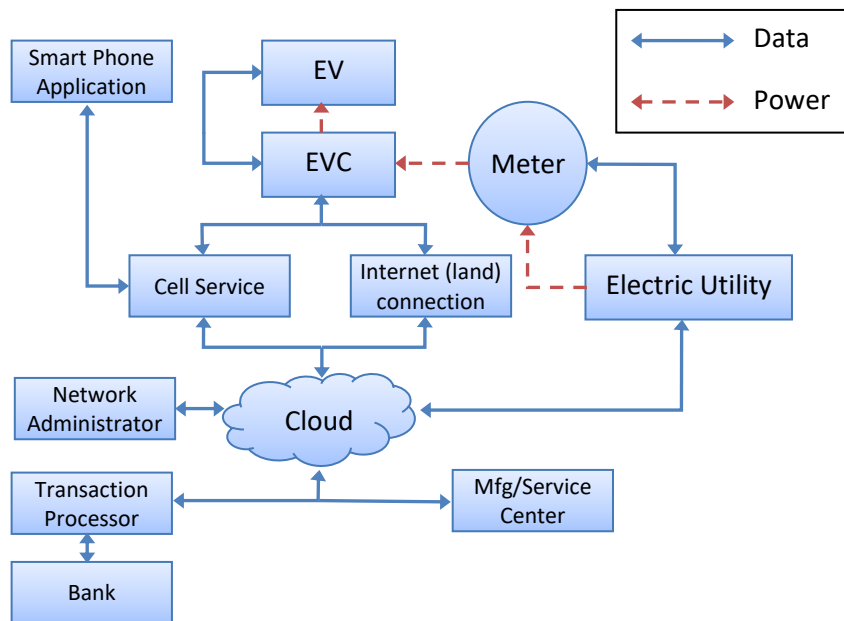 Smart Phone
Application
EV
Data
Power
EVC
Meter
Cell Service
Internet (land)
connection
Electric Utility
Network
Administrator
Cloud
Transaction
Processor
Mfg/Service
Center
Bank